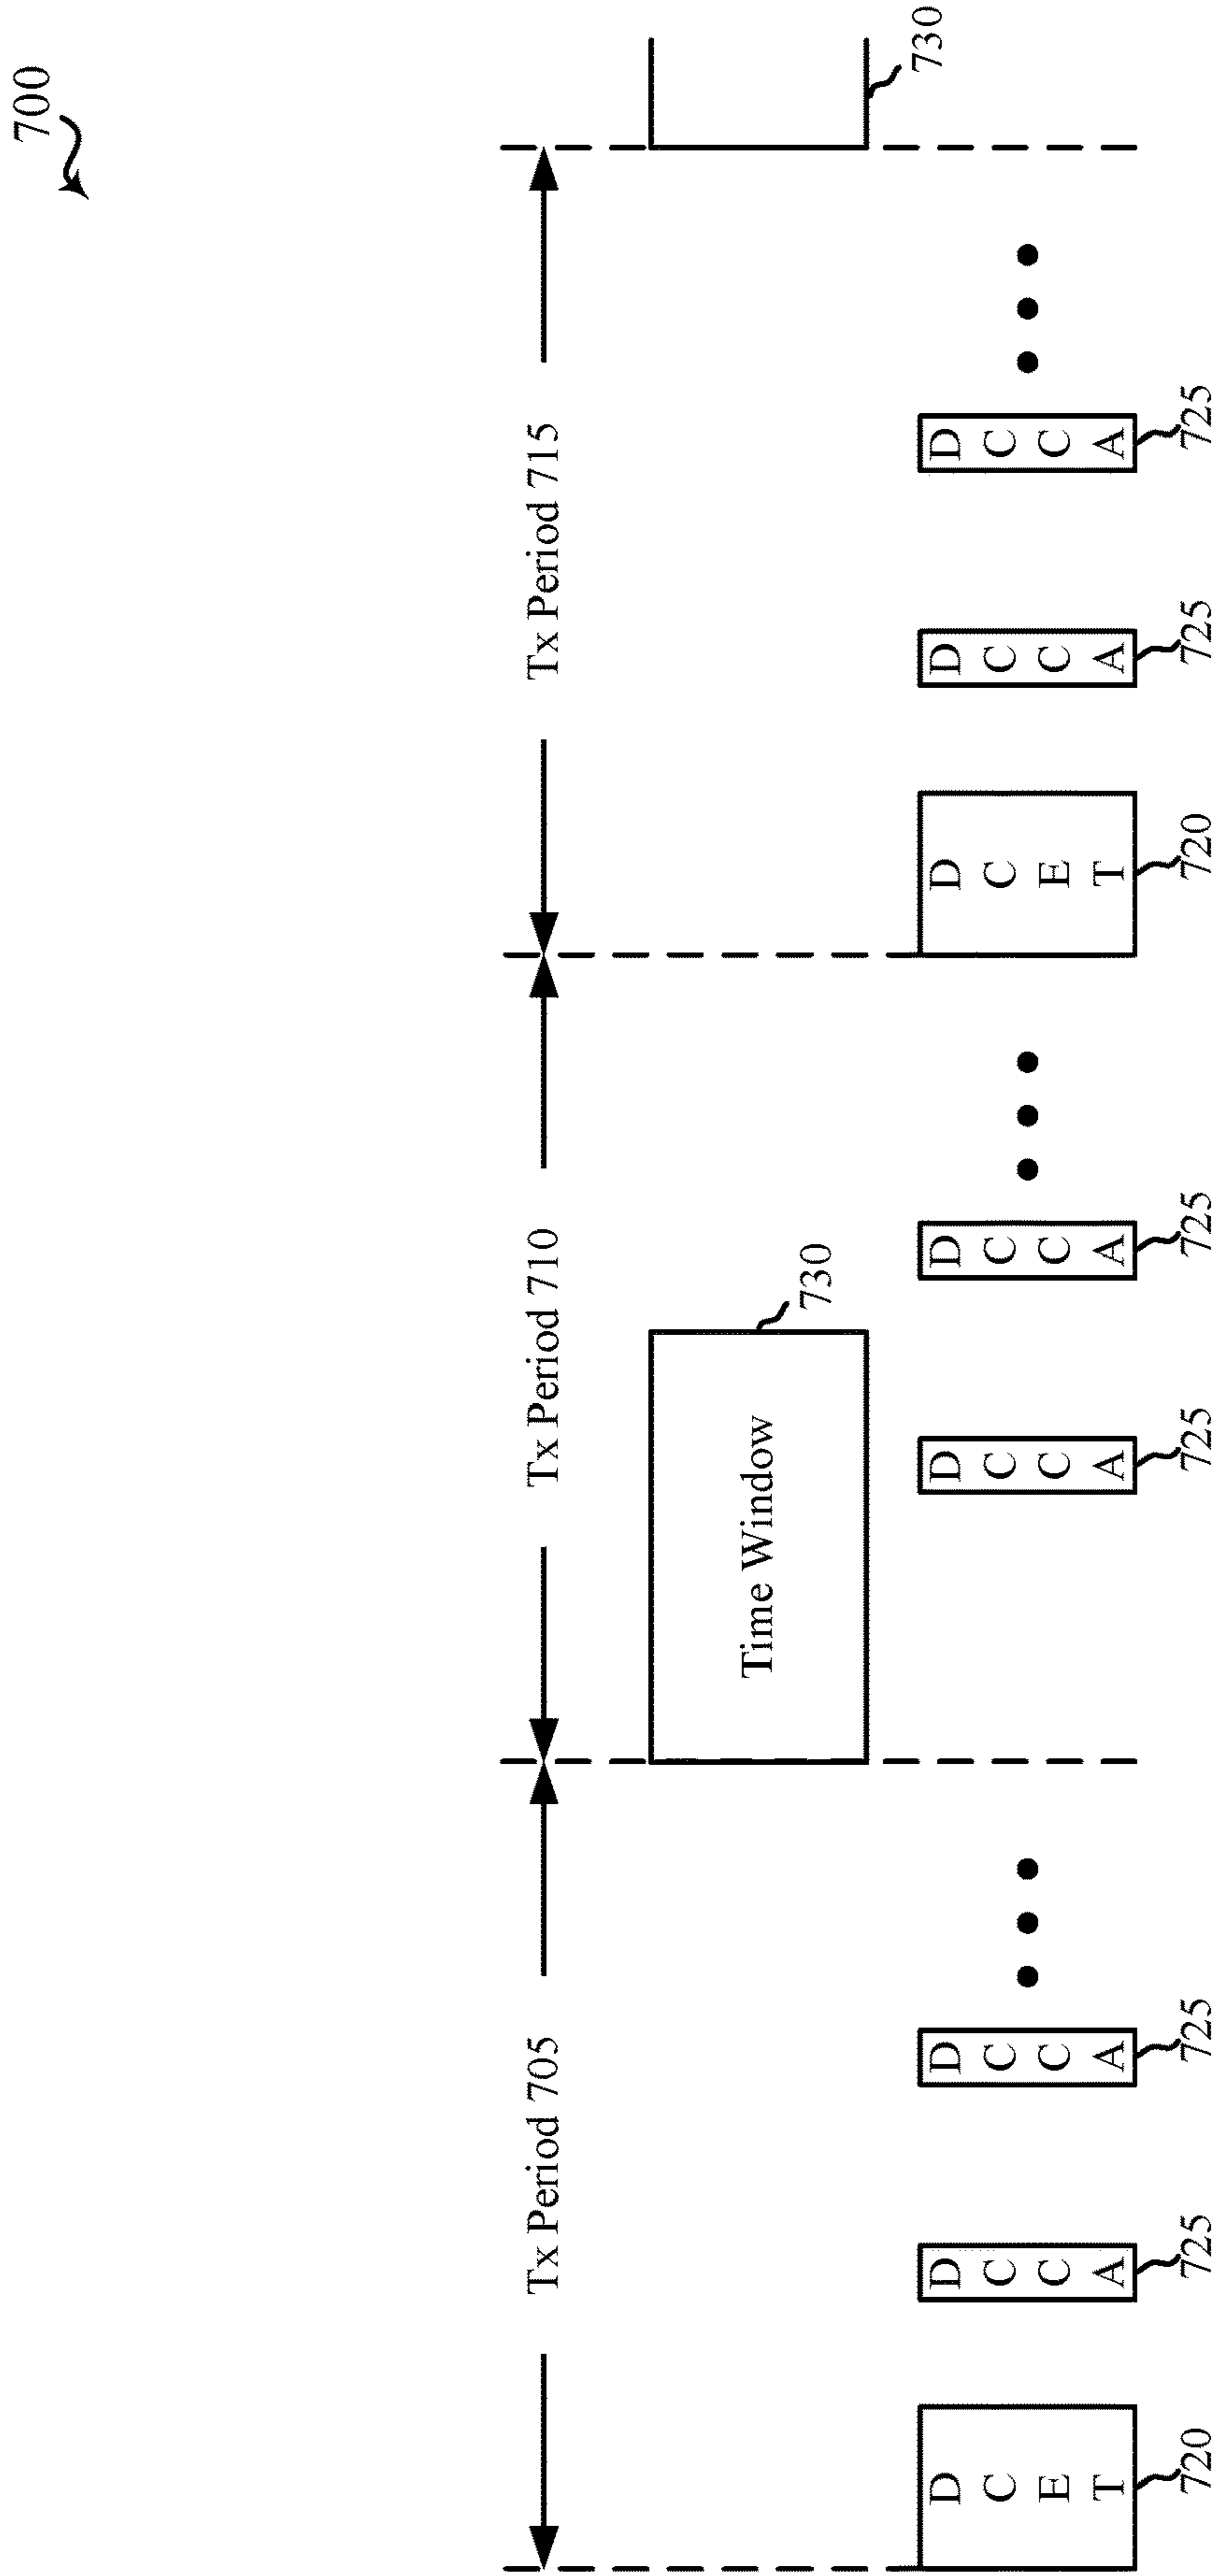 700
Tx Period 705
Tx Period 710
Tx Period 715
Time Window
730
730
DCET
DCCA
DCCA
DCCA
DCCA
DCET
DCCA
DCCA
720
725
725
725
725
720
725
725